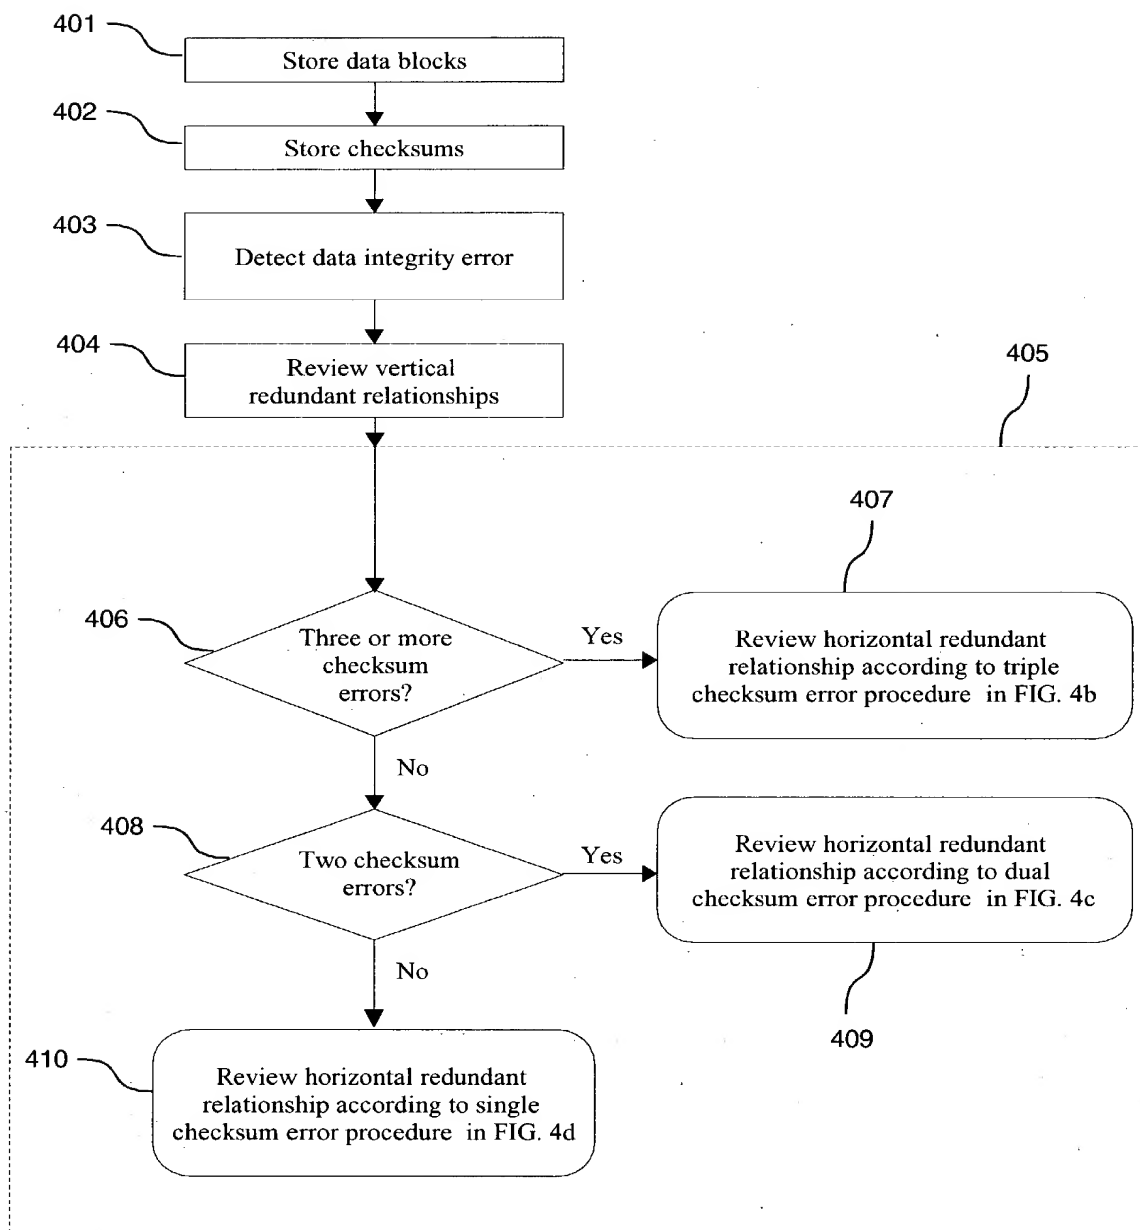 401
Store data blocks
402
Store checksums
403
Detect data integrity error
404
Review vertical
redundant relationships
405
406
Three or more
checksum
errors?
Yes
407
Review horizontal redundant
relationship according to triple
checksum error procedure in FIG. 4b
No
408
Two checksum
errors?
Yes
Review horizontal redundant
relationship according to dual
checksum error procedure in FIG. 4c
409
No
410
Review horizontal redundant
relationship according to single
checksum error procedure in FIG. 4d